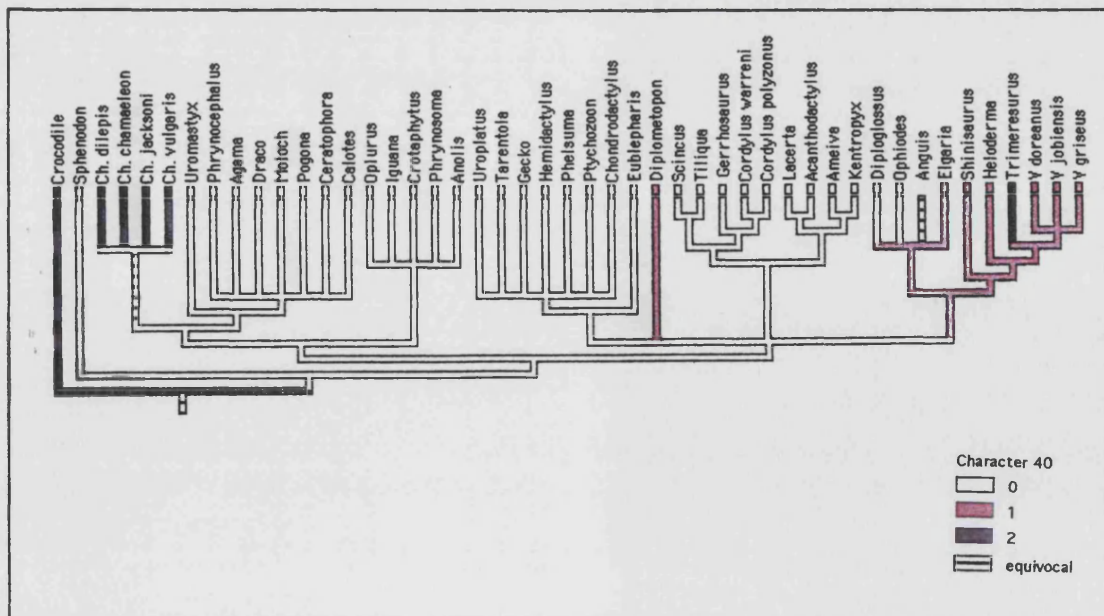 Crocodile
Sphenodon
Ch. dilepis
Ch. chamaeleon
Ch. jacksoni
Ch. vulgaris
Uromastyx
Phrynocephalus
Agama
Draco
Moloch
Pogona
Ceratophora
Calotes
Oplurus
Iguana
Crotaphytus
Phrynosoma
Anolis
Uroplatus
Tarentola
Gecko
Hemidactylus
Phelsuma
Ptychozoon
Chondrodactylus
Eublepharis
Diplometopon
Scincus
Tiliqua
Gerrhosaurus
Cordylus warreni
Cordylus polyzonus
Lacerta
Acanthodactylus
Ameiva
Kentropyx
Diploglossus
Ophiodes
Anguis
Elgaria
Shinisaurus
Heloderma
Trimeresurus
V doreanus
V jobiensis
V griseus
Character 40
0
1
2
equivocal